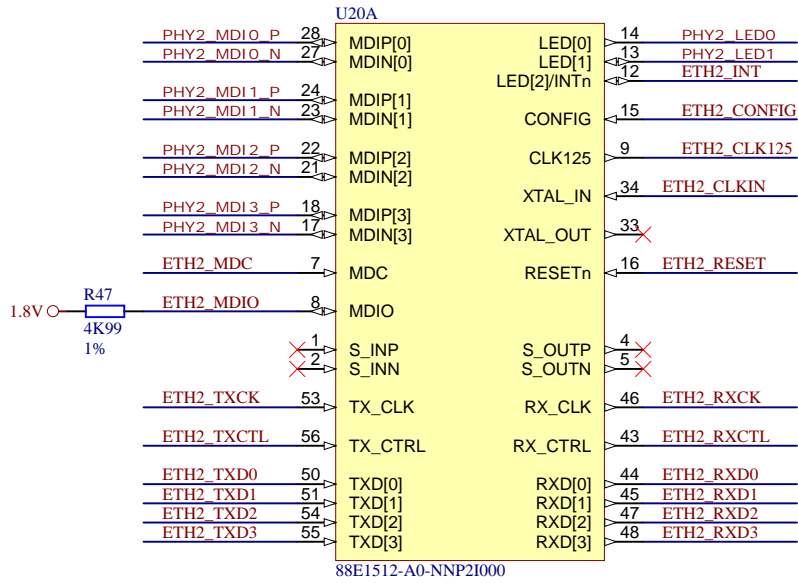 U20A
PHY2_MDI0_P 28 MDIP[0] LED[0] 14 PHY2_LED0
PHY2_MDI0_N 27 MDIN[0] LED[1] 13 PHY2_LED1
LED[2]/INTn 12 ETH2_INT
PHY2_MDI1_P 24 MDIP[1]
PHY2_MDI1_N 23 MDIN[1] CONFIG 15 ETH2_CONFIG
PHY2_MDI2_P 22 MDIP[2] CLK125 9 ETH2_CLK125
PHY2_MDI2_N 21 MDIN[2]
XTAL_IN 34 ETH2_CLKIN
PHY2_MDI3_P 18 MDIP[3]
PHY2_MDI3_N 17 MDIN[3] XTAL_OUT 33
ETH2_MDC 7 MDC RESETn 16 ETH2_RESET
R47
1.8V ETH2_MDIO 8 MDIO
4K99
1%
1 S_INP S_OUTP 4
2 S_INN S_OUTN 5
ETH2_TXCK 53 TX_CLK RX_CLK 46 ETH2_RXCK
ETH2_TXCTL 56 TX_CTRL RX_CTRL 43 ETH2_RXCTL
ETH2_TXD0 50 TXD[0] RXD[0] 44 ETH2_RXD0
ETH2_TXD1 51 TXD[1] RXD[1] 45 ETH2_RXD1
ETH2_TXD2 54 TXD[2] RXD[2] 47 ETH2_RXD2
ETH2_TXD3 55 TXD[3] RXD[3] 48 ETH2_RXD3
88E1512-A0-NNP2I000